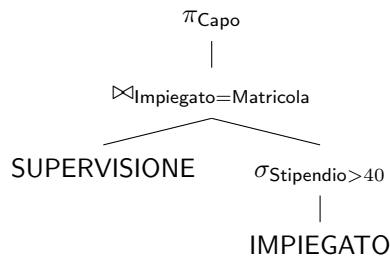 πCapo
⋈Impiegato=Matricola
SUPERVISIONE
σStipendio>40
IMPIEGATO